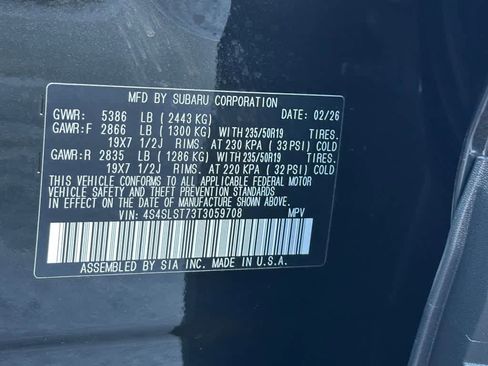 MFD BY SUBARU CORPORATION
GVWR: 5386 LB (2443 KG) DATE: 02/26
GAWR:F 2866 LB (1300 KG) WITH 235/50R19 TIRES.
19X7 1/2J RIMS. AT 230 KPA (33 PSI) COLD
GAWR:R 2835 LB (1286 KG) WITH 235/50R19 TIRES.
19X7 1/2J RIMS. AT 220 KPA (32 PSI) COLD
THIS VEHICLE CONFORMS TO ALL APPLICABLE FEDERAL MOTOR
VEHICLE SAFETY AND THEFT PREVENTION STANDARDS
IN EFFECT ON THE DATE OF MANUFACTURE SHOWN ABOVE.
VIN: 4S4SLST73T3059708 MPV
ASSEMBLED BY SIA INC. MADE IN U.S.A.